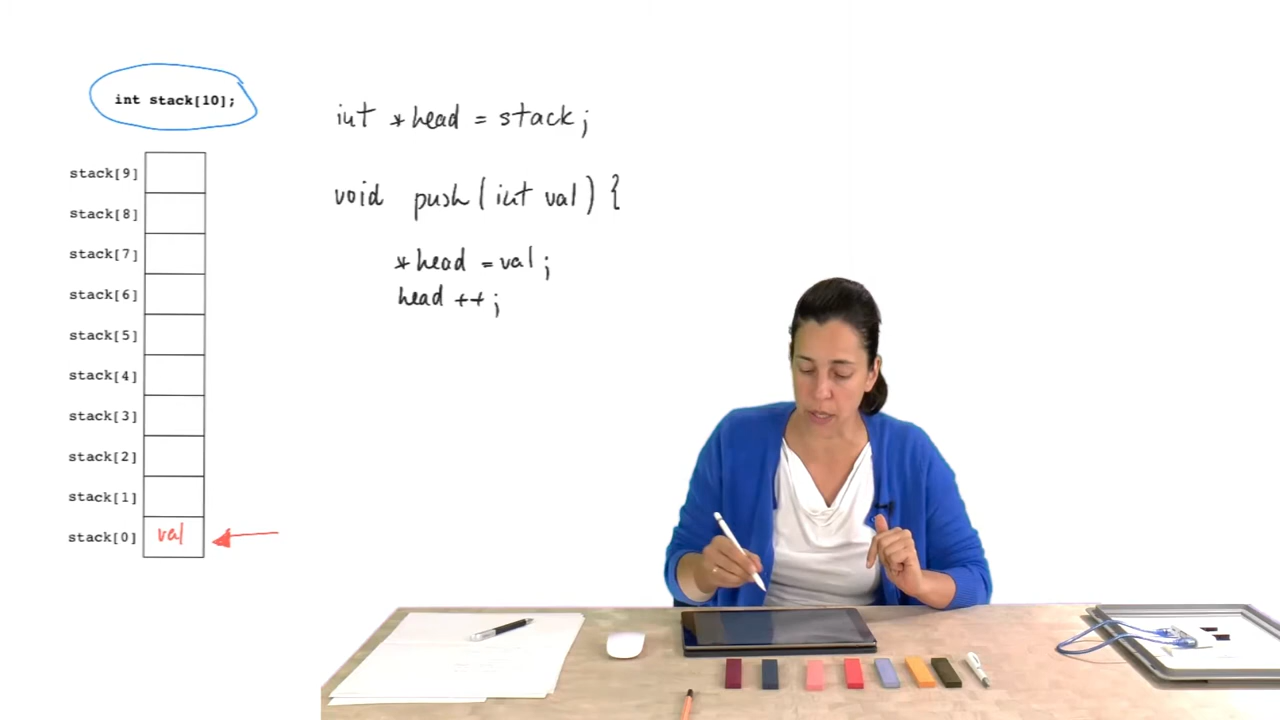 int stack[10];
int *head = stack;
stack[9]
void push(int val) {
stack[8]
stack[7]
*head = val;
head ++;
stack[6]
stack[5]
stack[4]
stack[3]
stack[2]
stack[1]
stack[0] val